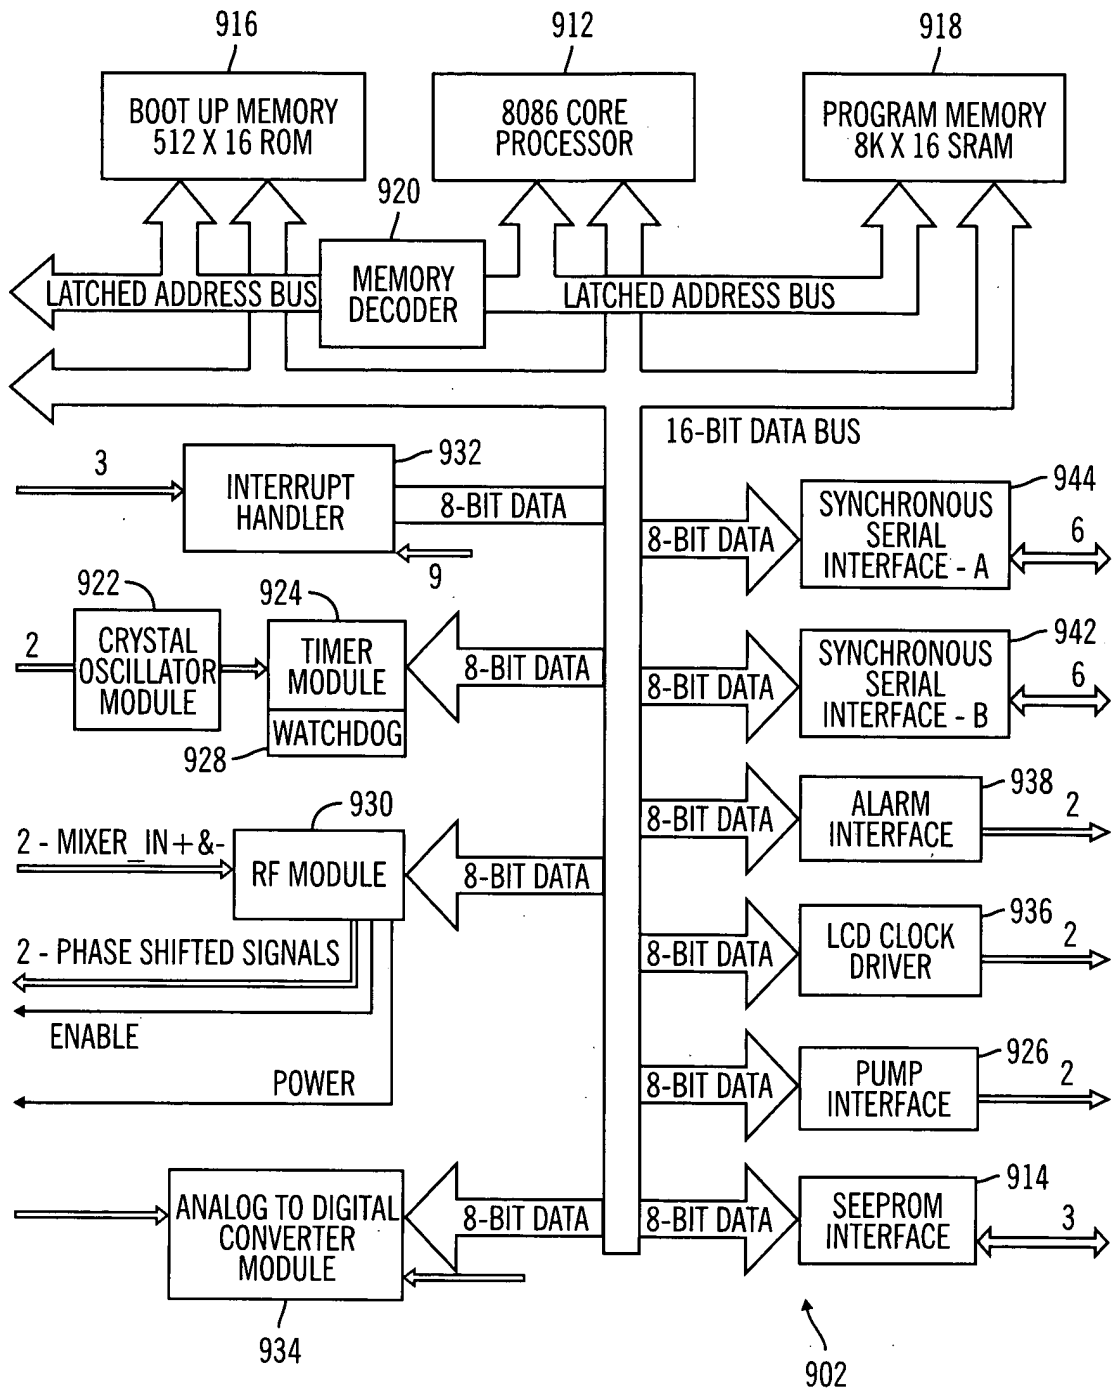 916
912
918
BOOT UP MEMORY
512 X 16 ROM
8086 CORE
PROCESSOR
PROGRAM MEMORY
8K X 16 SRAM
920
MEMORY
DECODER
LATCHED ADDRESS BUS
LATCHED ADDRESS BUS
16-BIT DATA BUS
3
932
INTERRUPT
HANDLER
8-BIT DATA
9
944
8-BIT DATA
SYNCHRONOUS
SERIAL
INTERFACE - A
6
922
924
2
CRYSTAL
OSCILLATOR
MODULE
TIMER
MODULE
WATCHDOG
928
8-BIT DATA
942
8-BIT DATA
SYNCHRONOUS
SERIAL
INTERFACE - B
6
938
8-BIT DATA
ALARM
INTERFACE
2
930
2 - MIXER_IN+&-
RF MODULE
8-BIT DATA
2 - PHASE SHIFTED SIGNALS
ENABLE
POWER
936
8-BIT DATA
LCD CLOCK
DRIVER
2
926
8-BIT DATA
PUMP
INTERFACE
2
ANALOG TO DIGITAL
CONVERTER
MODULE
8-BIT DATA
934
914
8-BIT DATA
SEEPROM
INTERFACE
3
902